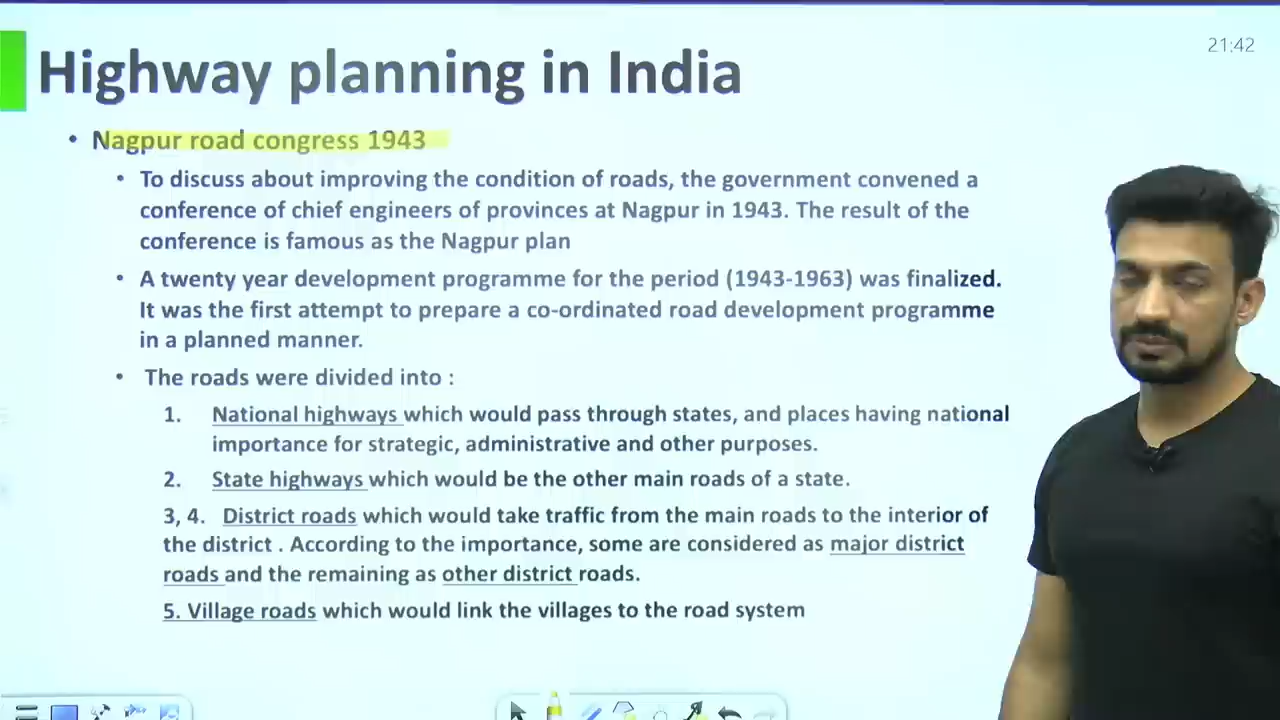 21:42
Highway planning in India
• Nagpur road congress 1943
• To discuss about improving the condition of roads, the government convened a
conference of chief engineers of provinces at Nagpur in 1943. The result of the
conference is famous as the Nagpur plan
• A twenty year development programme for the period (1943-1963) was finalized.
It was the first attempt to prepare a co-ordinated road development programme
in a planned manner.
• The roads were divided into :
1. National highways which would pass through states, and places having national
importance for strategic, administrative and other purposes.
2. State highways which would be the other main roads of a state.
3, 4. District roads which would take traffic from the main roads to the interior of
the district . According to the importance, some are considered as major district
roads and the remaining as other district roads.
5. Village roads which would link the villages to the road system